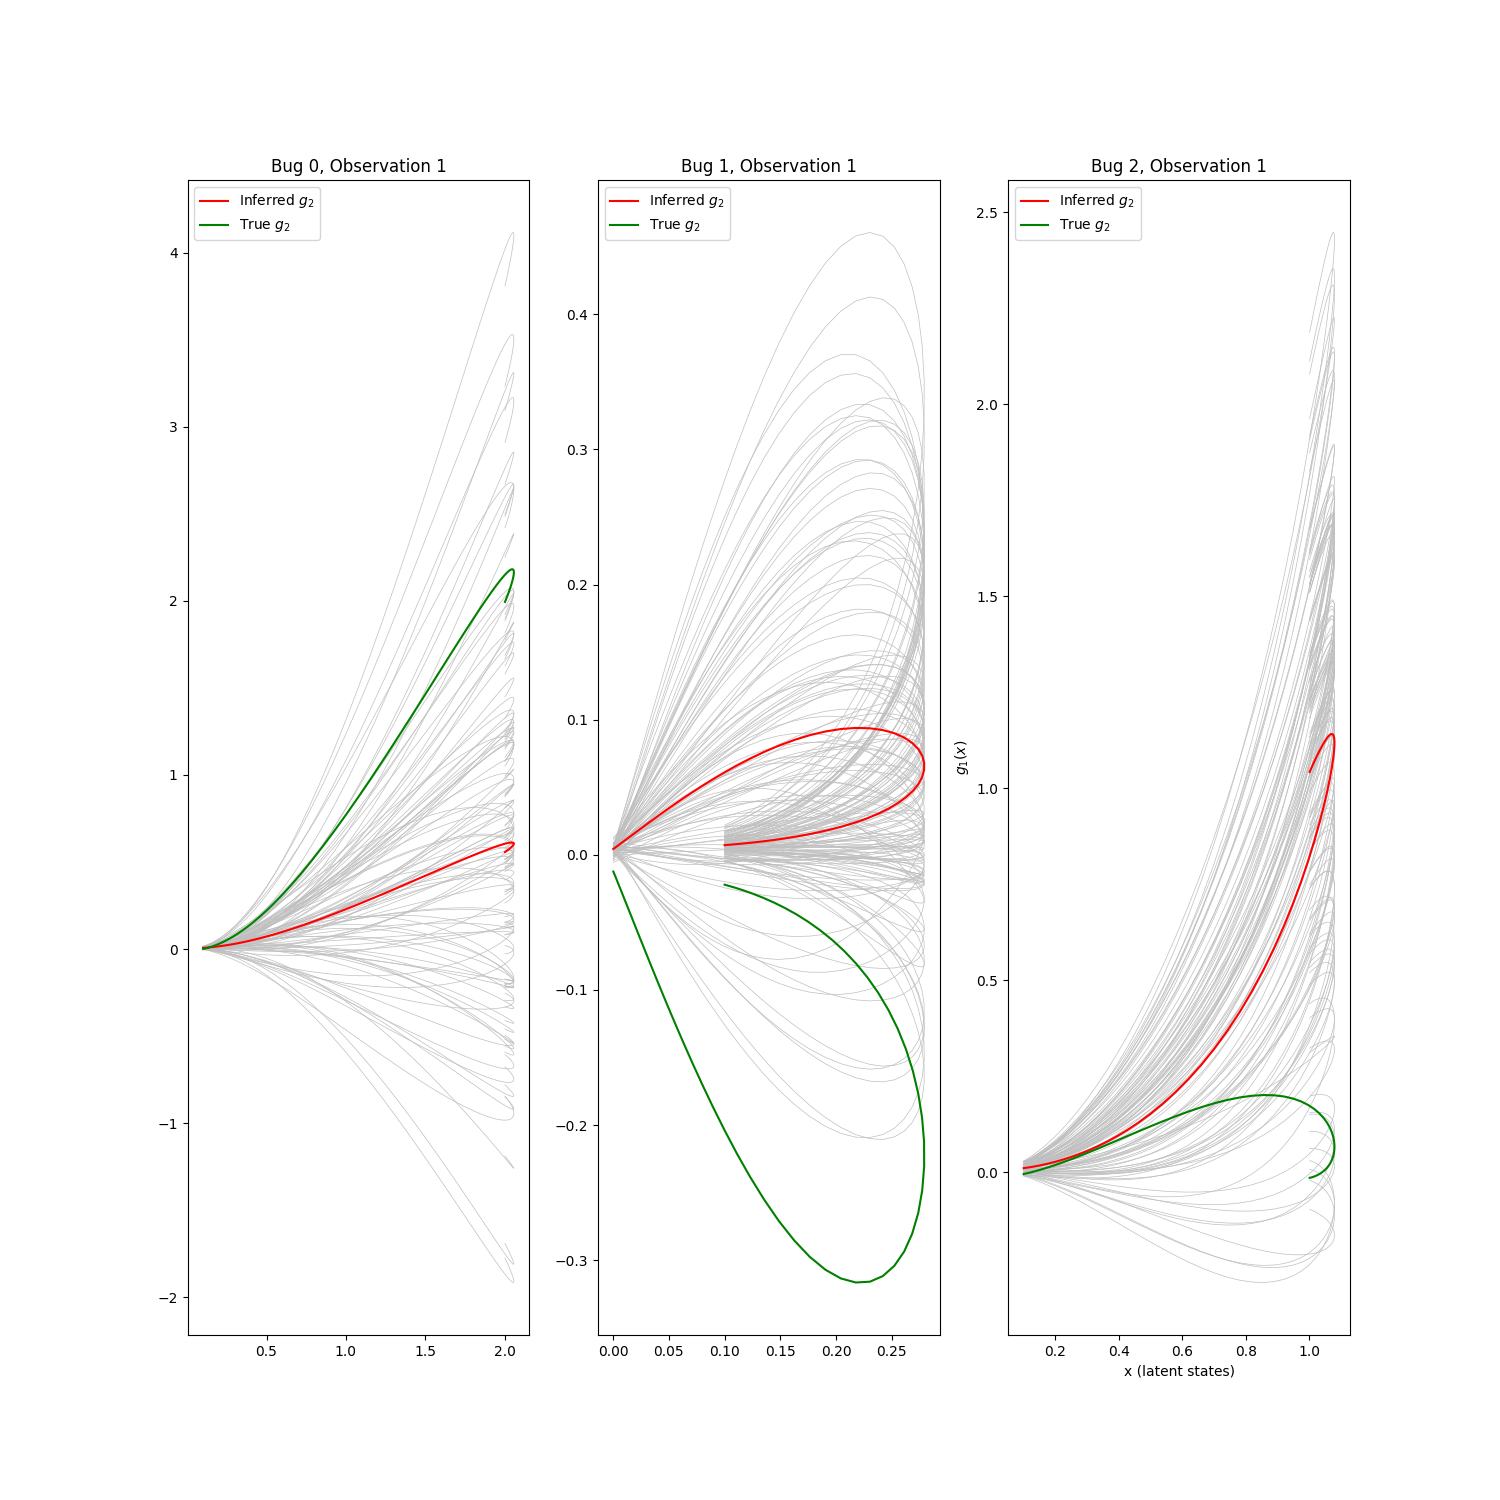 Bug 0, Observation 1
Inferred g₂
True g₂
4
3
2
1
0
−1
−2
0.5 1.0 1.5 2.0
Bug 1, Observation 1
Inferred g₂
True g₂
0.4
0.3
0.2
0.1
0.0
−0.1
−0.2
−0.3
0.00 0.05 0.10 0.15 0.20 0.25
Bug 2, Observation 1
Inferred g₂
True g₂
g₁(x)
2.5
2.0
1.5
1.0
0.5
0.0
0.2 0.4 0.6 0.8 1.0
x (latent states)